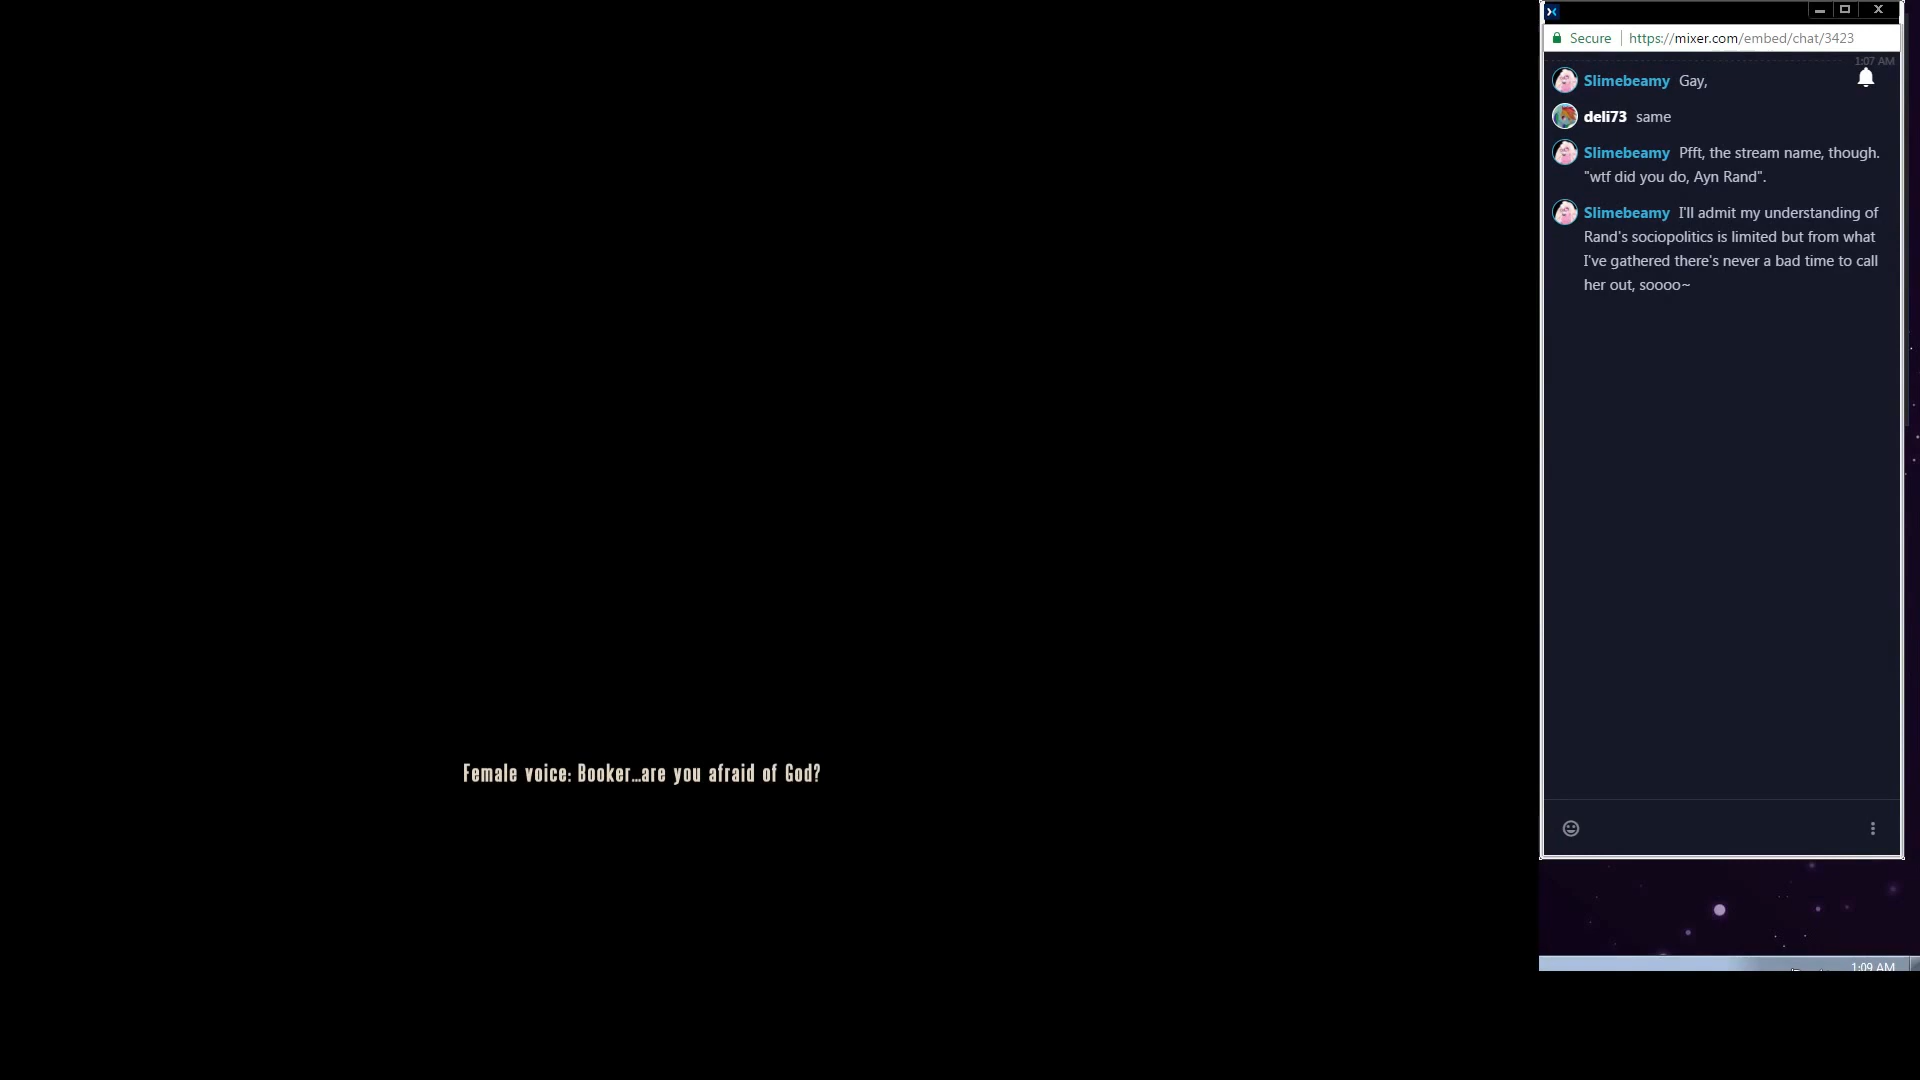 Female voice: Booker...are you afraid of God?
Secure
https://mixer.com/embed/chat/3423
1:07 AM
Slimebeamy Gay,
deli73 same
Slimebeamy Pfft, the stream name, though.
"wtf did you do, Ayn Rand".
Slimebeamy I'll admit my understanding of
Rand's sociopolitics is limited but from what
I've gathered there's never a bad time to call
her out, soooo~
1:09 AM